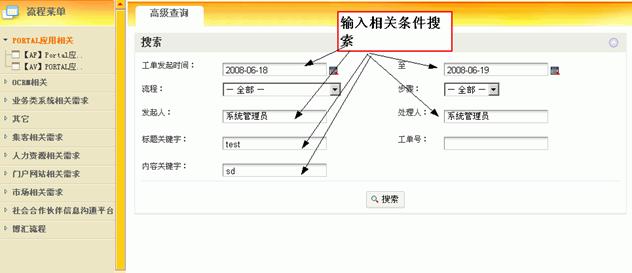 流程菜单
PORTAL应用相关
【AP】Portal应..
【AV】PORTAL应..
OCRM相关
业务类系统相关需求
其它
集客相关需求
人力资源相关需求
门户网站相关需求
市场相关需求
社会合作伙伴信息沟通平台
博汇流程
高级查询
输入相关条件搜
索
搜索
工单发起时间: 2008-06-18 至 2008-06-19
流程: — 全部 — 步骤: — 全部 —
发起人: 系统管理员 处理人: 系统管理员
标题关键字: test 工单号:
内容关键字: sd
搜索